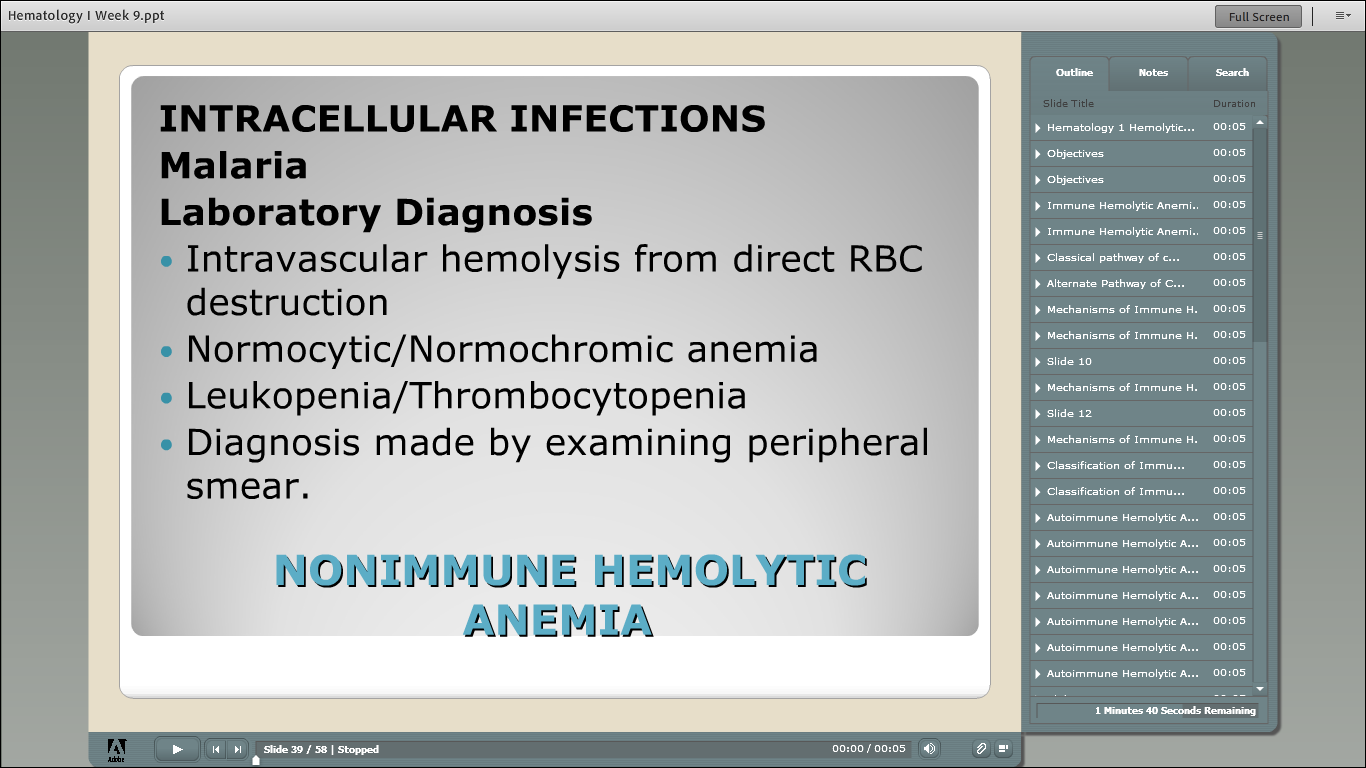 Hematology I Week 9.ppt
Full Screen
INTRACELLULAR INFECTIONS
Malaria
Laboratory Diagnosis
• Intravascular hemolysis from direct RBC
destruction
• Normocytic/Normochromic anemia
• Leukopenia/Thrombocytopenia
• Diagnosis made by examining peripheral
smear.
NONIMMUNE HEMOLYTIC
ANEMIA
Outline Notes Search
Slide Title Duration
Hematology 1 Hemolytic... 00:05
Objectives 00:05
Objectives 00:05
Immune Hemolytic Anemi.. 00:05
Immune Hemolytic Anemi.. 00:05
Classical pathway of c... 00:05
Alternate Pathway of C... 00:05
Mechanisms of Immune H. 00:05
Mechanisms of Immune H. 00:05
Slide 10 00:05
Mechanisms of Immune H. 00:05
Slide 12 00:05
Mechanisms of Immune H. 00:05
Classification of Immu... 00:05
Classification of Immu... 00:05
Autoimmune Hemolytic A... 00:05
Autoimmune Hemolytic A... 00:05
Autoimmune Hemolytic A... 00:05
Autoimmune Hemolytic A... 00:05
Autoimmune Hemolytic A... 00:05
Autoimmune Hemolytic A... 00:05
Autoimmune Hemolytic A... 00:05
1 Minutes 40 Seconds Remaining
Adobe
Slide 39 / 58 | Stopped
00:00 / 00:05